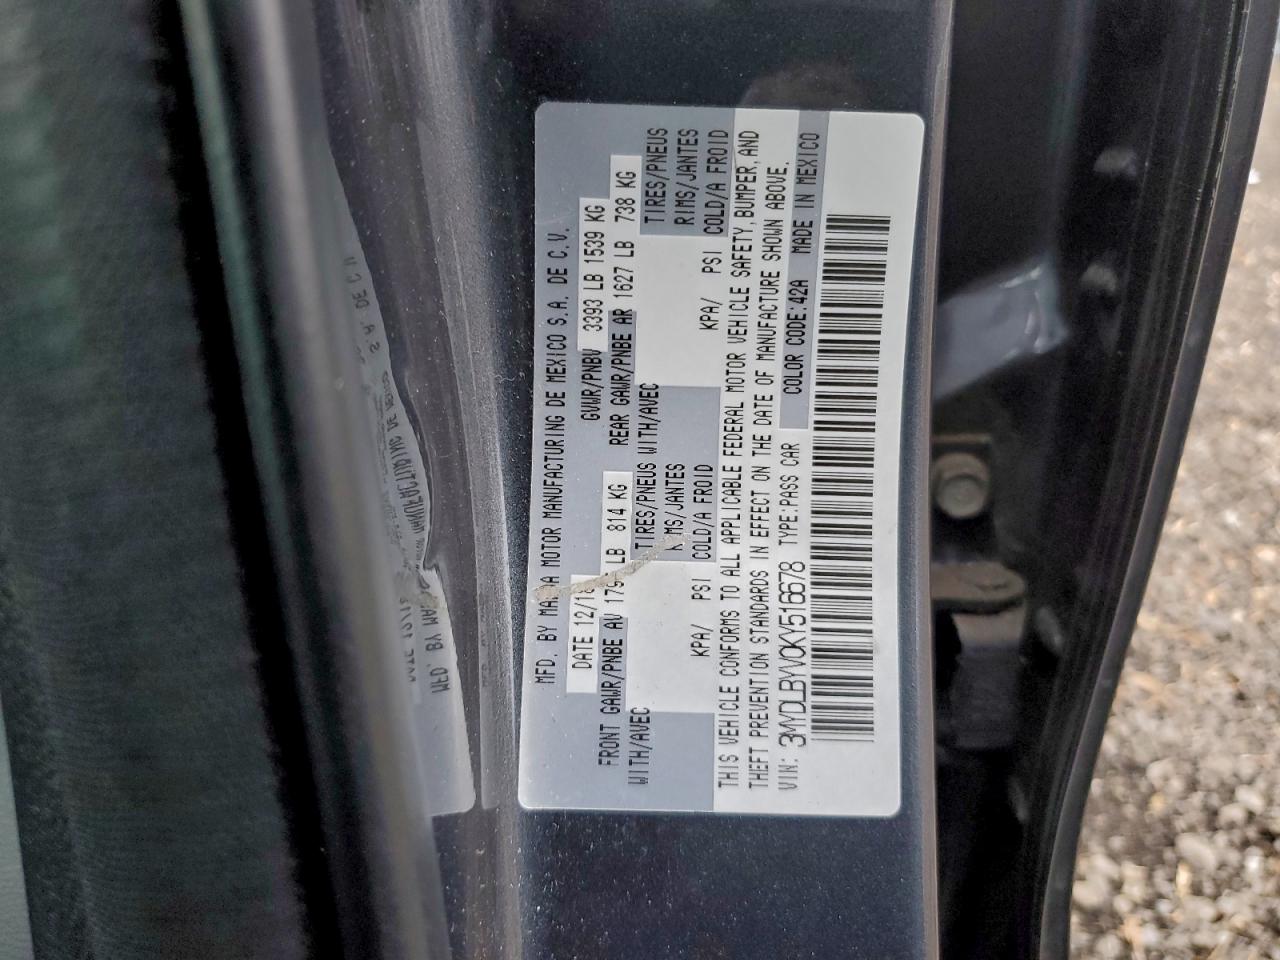 MFD. BY MAZDA MOTOR MANUFACTURING DE MEXICO S.A. DE C.V.
DATE 12/18 GVWR/PNBV 3393 LB 1539 KG
FRONT GAWR/PNBE AV LB 814 KG REAR GAWR/PNBE AR 1627 LB 738 KG
WITH/AVEC TIRES/PNEUS WITH/AVEC TIRES/PNEUS
RIMS/JANTES RIMS/JANTES
KPA/ PSI COLD/A FROID KPA/ PSI COLD/A FROID
THIS VEHICLE CONFORMS TO ALL APPLICABLE FEDERAL MOTOR VEHICLE SAFETY, BUMPER, AND
THEFT PREVENTION STANDARDS IN EFFECT ON THE DATE OF MANUFACTURE SHOWN ABOVE.
VIN: 3MYDLBYV0KY516678 TYPE:PASS CAR COLOR CODE:42A MADE IN MEXICO